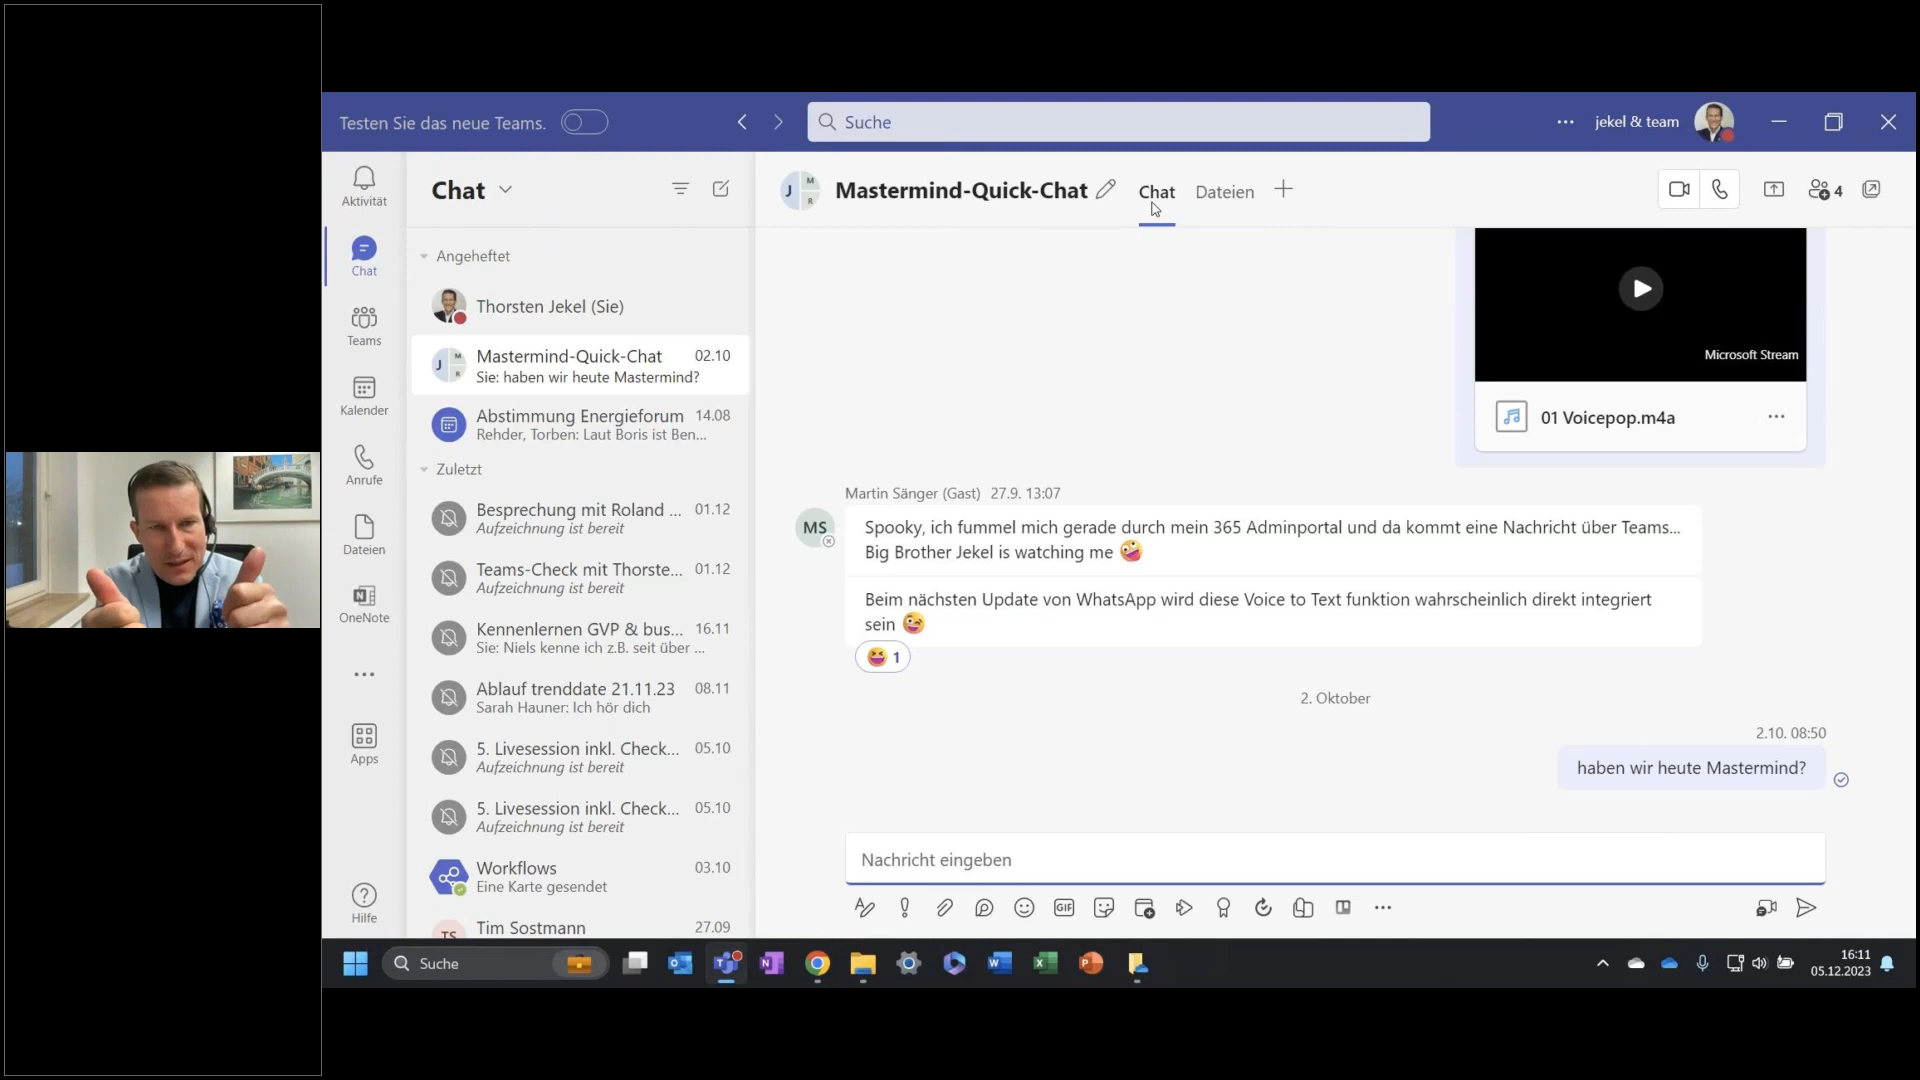 Testen Sie das neue Teams.
Suche
jekel & team
Aktivität
Chat
Teams
Kalender
Anrufe
Dateien
OneNote
Apps
Hilfe
Chat
Angeheftet
Thorsten Jekel (Sie)
Mastermind-Quick-Chat 02.10
Sie: haben wir heute Mastermind?
Abstimmung Energieforum 14.08
Rehder, Torben: Laut Boris ist Ben...
Zuletzt
Besprechung mit Roland ... 01.12
Aufzeichnung ist bereit
Teams-Check mit Thorste... 01.12
Aufzeichnung ist bereit
Kennenlernen GVP & bus... 16.11
Sie: Niels kenne ich z.B. seit über ...
Ablauf trenddate 21.11.23 08.11
Sarah Hauner: Ich hör dich
5. Livesession inkl. Check... 05.10
Aufzeichnung ist bereit
5. Livesession inkl. Check... 05.10
Aufzeichnung ist bereit
Workflows 03.10
Eine Karte gesendet
TS
Tim Sostmann 27.09
J M R
Mastermind-Quick-Chat
Chat Dateien
4
Microsoft Stream
01 Voicepop.m4a
Martin Sänger (Gast) 27.9. 13:07
MS
Spooky, ich fummel mich gerade durch mein 365 Adminportal und da kommt eine Nachricht über Teams...
Big Brother Jekel is watching me 🤪
Beim nächsten Update von WhatsApp wird diese Voice to Text funktion wahrscheinlich direkt integriert
sein 😜
😆 1
2. Oktober
2.10. 08:50
haben wir heute Mastermind?
Nachricht eingeben
GIF
Suche
16:11
05.12.2023